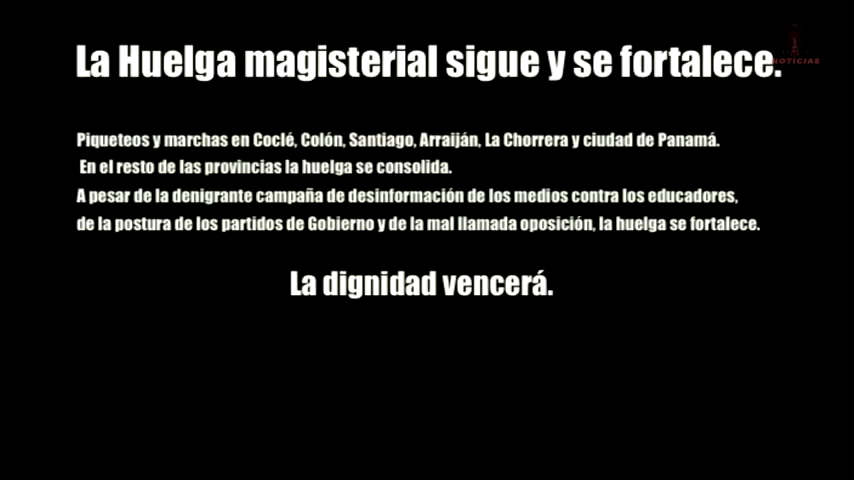 La Huelga magisterial sigue y se fortalece.
NOTICIAS
Piqueteos y marchas en Coclé, Colón, Santiago, Arraiján, La Chorrera y ciudad de Panamá.
En el resto de las provincias la huelga se consolida.
A pesar de la denigrante campaña de desinformación de los medios contra los educadores,
de la postura de los partidos de Gobierno y de la mal llamada oposición, la huelga se fortalece.
La dignidad vencerá.